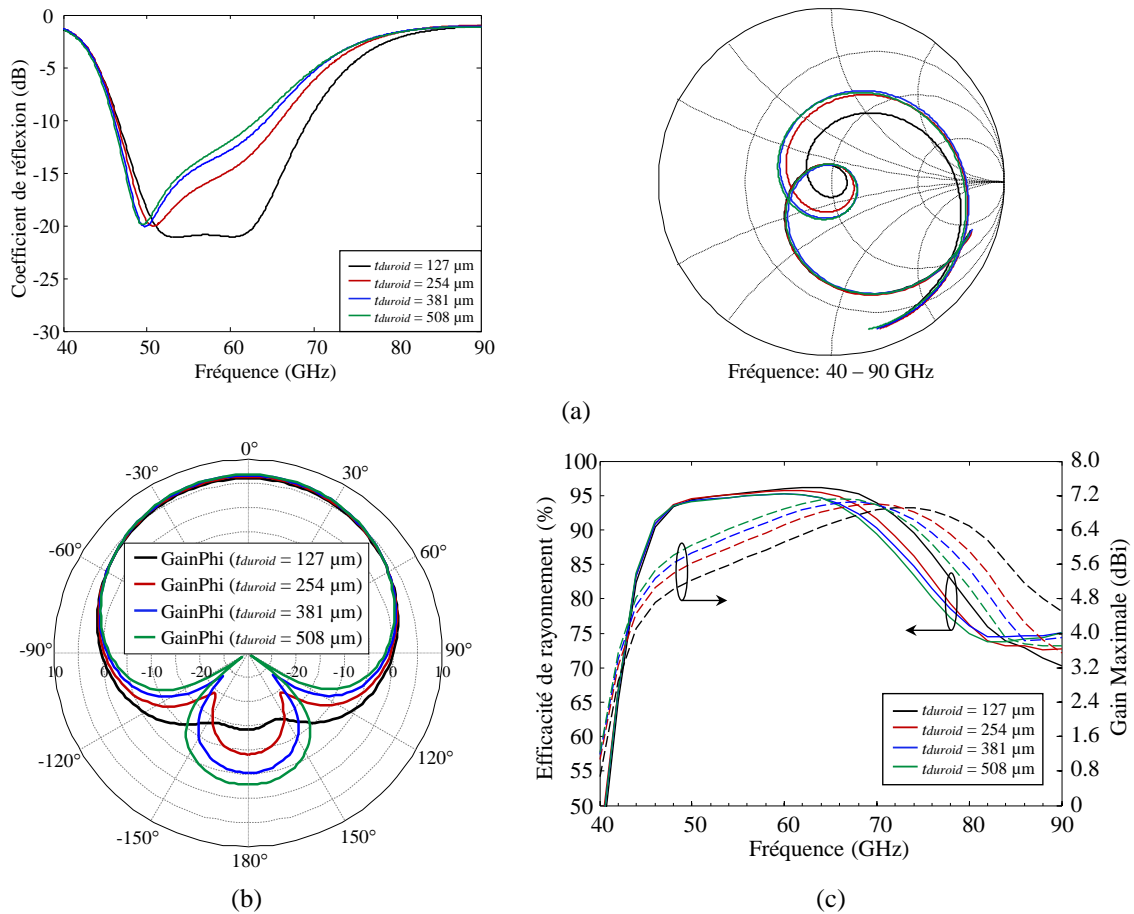 0
-5
-10
-15
-20
-25
-30
Coefficient de réflexion (dB)
tduroid = 127 µm
tduroid = 254 µm
tduroid = 381 µm
tduroid = 508 µm
40 50 60 70 80 90
Fréquence (GHz)
Fréquence: 40 – 90 GHz
(a)
0°
-30° 30°
-60° 60°
GainPhi (tduroid = 127 µm)
GainPhi (tduroid = 254 µm)
GainPhi (tduroid = 381 µm)
GainPhi (tduroid = 508 µm)
-90° 90°
10 0 -10 -20 -20 -10 0 10
-120° 120°
-150° 150°
180°
(b)
100
95
90
85
80
75
70
65
60
55
50
Efficacité de rayonnement (%)
8.0
7.2
6.4
5.6
4.8
4.0
3.2
2.4
1.6
0.8
0
Gain Maximale (dBi)
tduroid = 127 µm
tduroid = 254 µm
tduroid = 381 µm
tduroid = 508 µm
40 50 60 70 80 90
Fréquence (GHz)
(c)